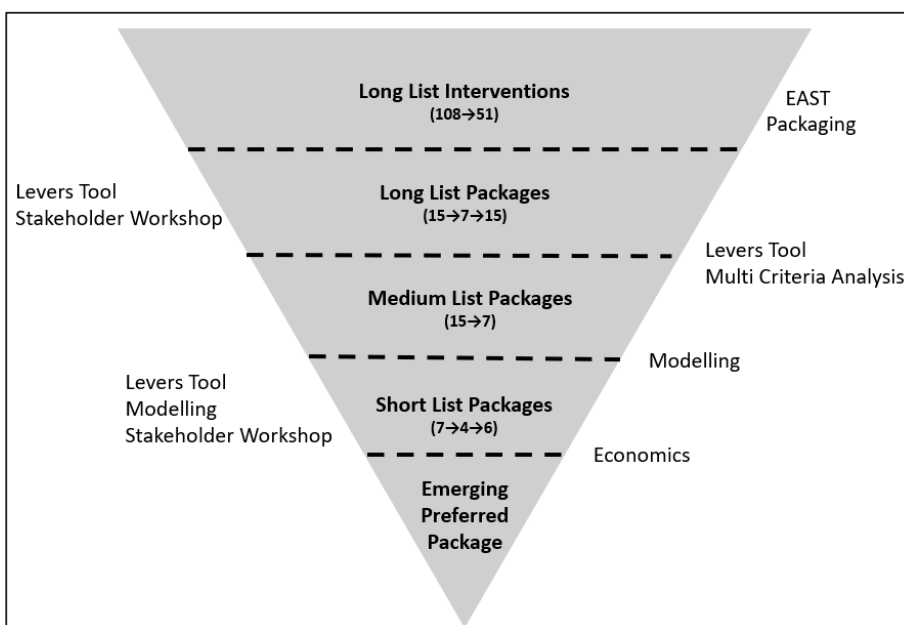 Long List Interventions
(108→51)
EAST
Packaging
Levers Tool
Stakeholder Workshop
Long List Packages
(15→7→15)
Levers Tool
Multi Criteria Analysis
Medium List Packages
(15→7)
Modelling
Levers Tool
Modelling
Stakeholder Workshop
Short List Packages
(7→4→6)
Economics
Emerging
Preferred
Package